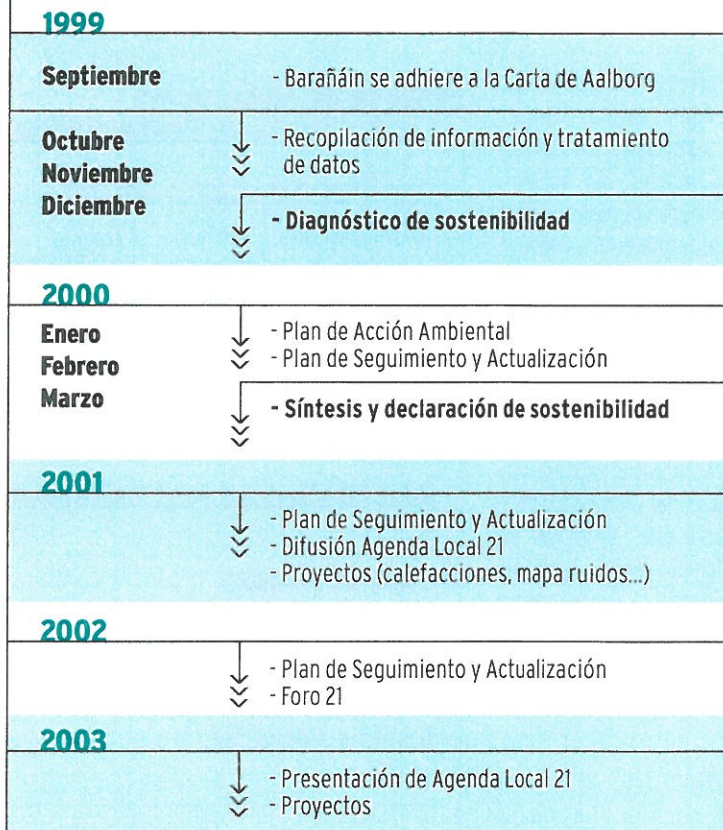 1999
Septiembre
- Barañáin se adhiere a la Carta de Aalborg
Octubre
Noviembre
Diciembre
- Recopilación de información y tratamiento
de datos
- Diagnóstico de sostenibilidad
2000
Enero
Febrero
Marzo
- Plan de Acción Ambiental
- Plan de Seguimiento y Actualización
- Síntesis y declaración de sostenibilidad
2001
- Plan de Seguimiento y Actualización
- Difusión Agenda Local 21
- Proyectos (calefacciones, mapa ruidos...)
2002
- Plan de Seguimiento y Actualización
- Foro 21
2003
- Presentación de Agenda Local 21
- Proyectos